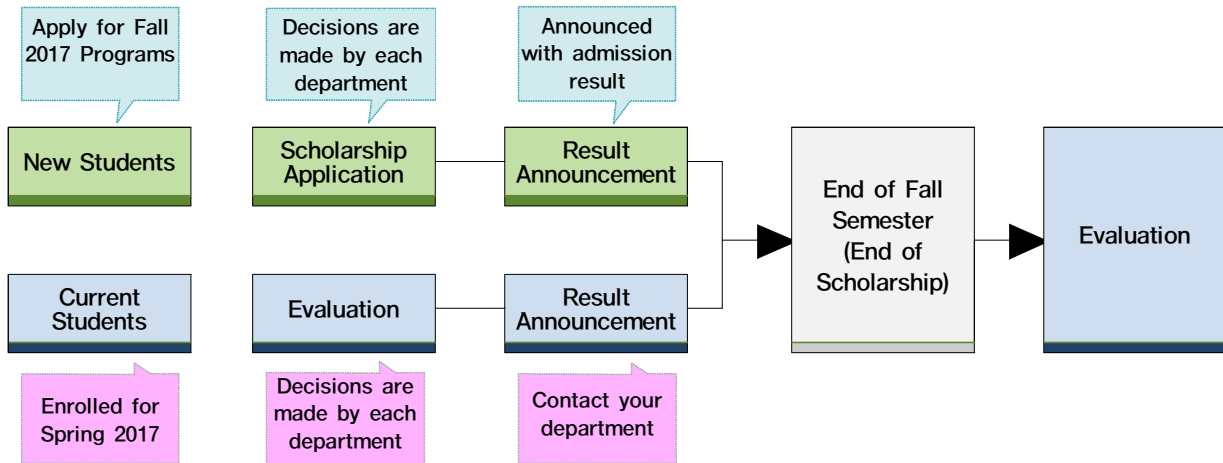 Apply for Fall
2017 Programs
Decisions are
made by each
department
Announced
with admission
result
New Students
Scholarship
Application
Result
Announcement
End of Fall
Semester
(End of
Scholarship)
Evaluation
Current
Students
Evaluation
Result
Announcement
Enrolled for
Spring 2017
Decisions are
made by each
department
Contact your
department